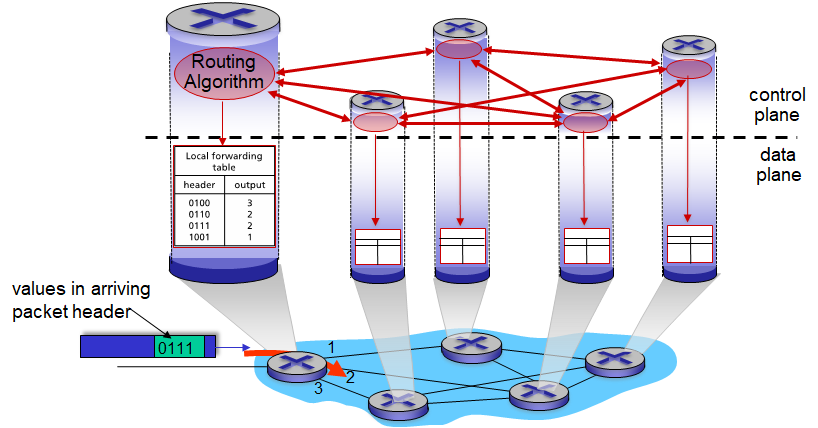 Routing
Algorithm
control
plane
data
plane
Local forwarding
table
header output
0100 3
0110 2
0111 2
1001 1
values in arriving
packet header
0111
1
2
3